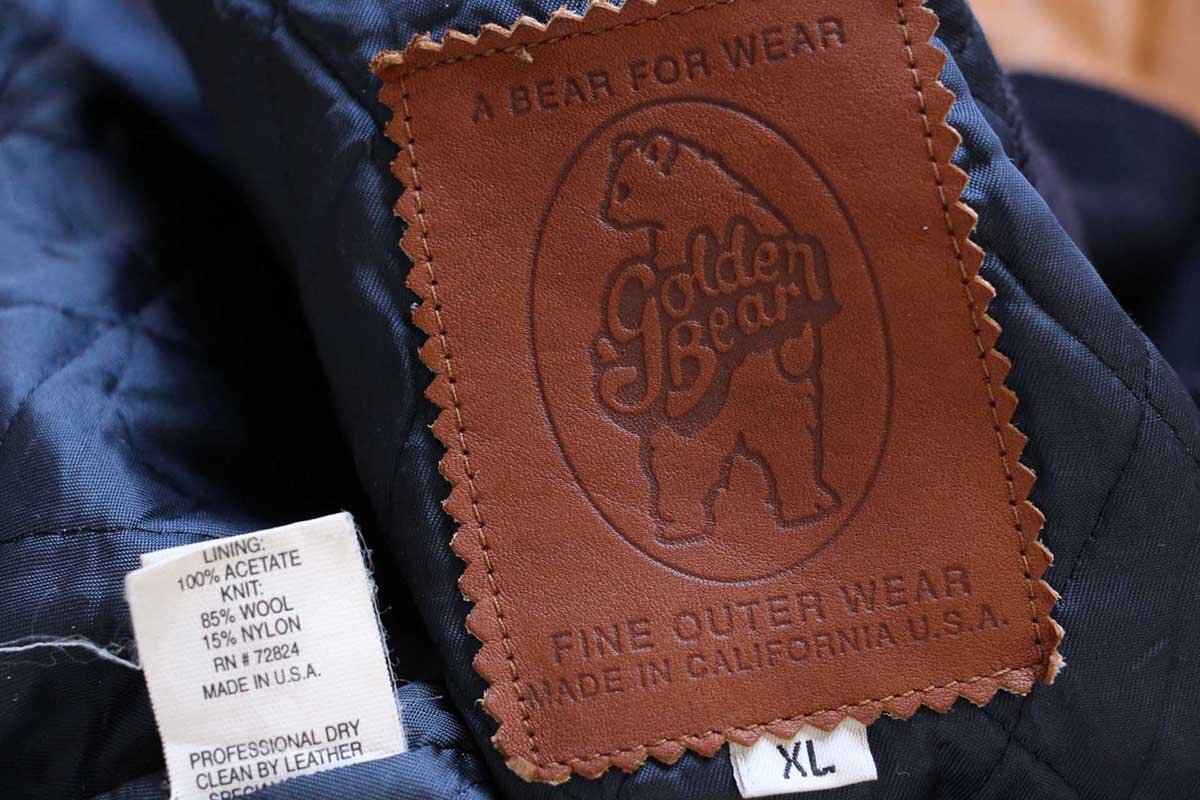 A BEAR FOR WEAR
Golden
Bear
FINE OUTER WEAR
MADE IN CALIFORNIA U.S.A.
XL
LINING:
100% ACETATE
KNIT:
85% WOOL
15% NYLON
RN # 72824
MADE IN U.S.A.
PROFESSIONAL DRY
CLEAN BY LEATHER